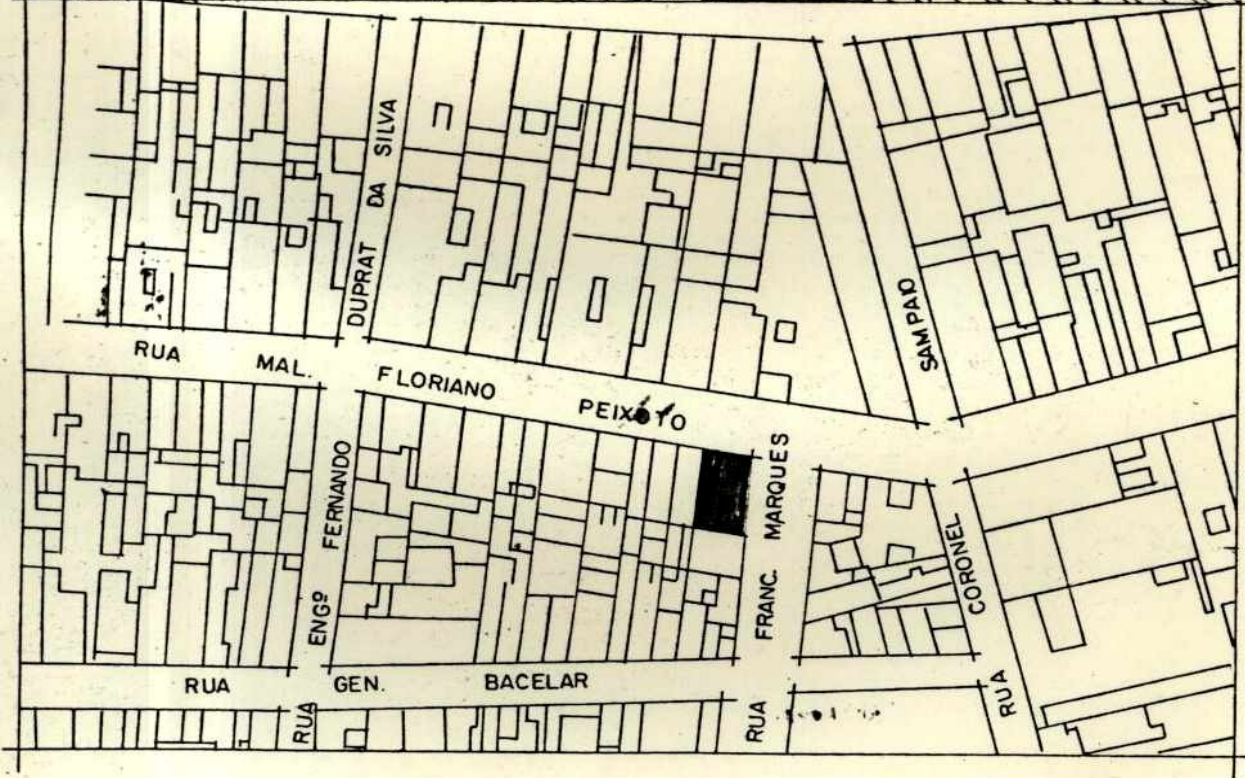 RUA MAL. FLORIANO PEIXOTO
RUA ENGº FERNANDO DUPRAT DA SILVA
RUA GEN. BACELAR
RUA FRANC. MARQUES
RUA CORONEL SAMPAIO